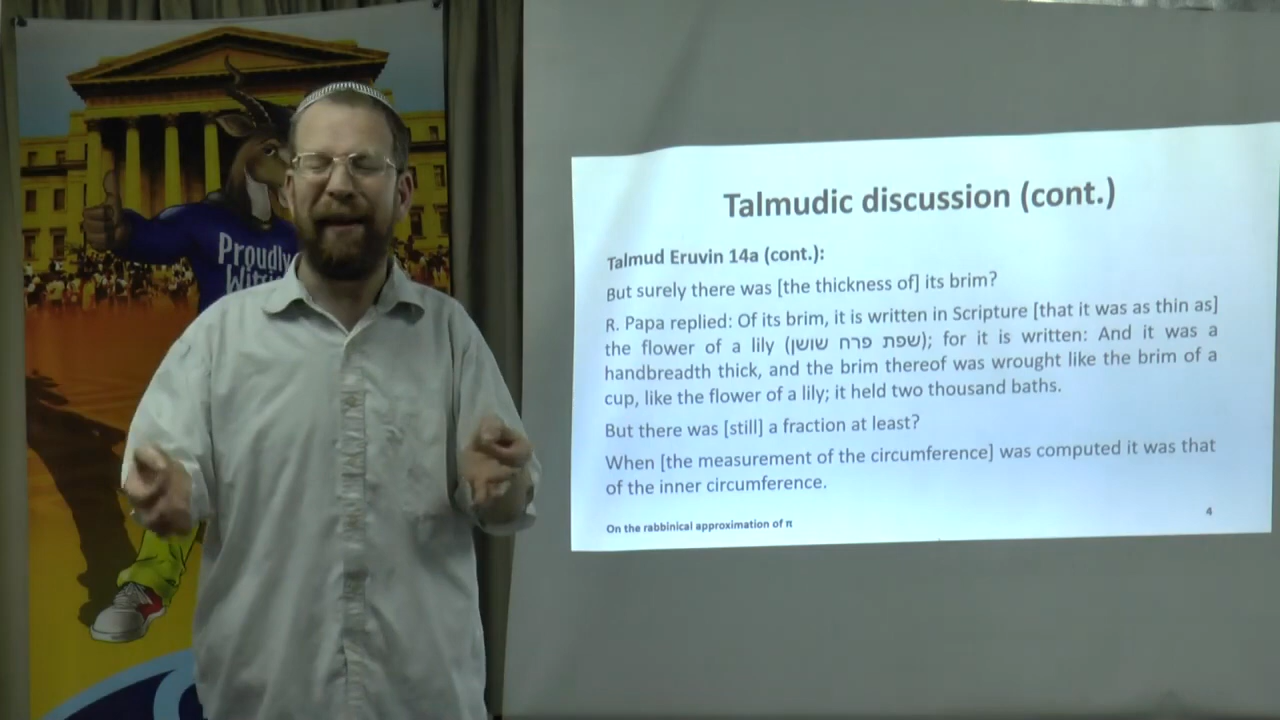 Proudly
Talmudic discussion (cont.)
Talmud Eruvin 14a (cont.):
But surely there was [the thickness of] its brim?
R. Papa replied: Of its brim, it is written in Scripture [that it was as thin as]
the flower of a lily (שפת פרח שושן); for it is written: And it was a
handbreadth thick, and the brim thereof was wrought like the brim of a
cup, like the flower of a lily; it held two thousand baths.
But there was [still] a fraction at least?
When [the measurement of the circumference] was computed it was that
of the inner circumference.
On the rabbinical approximation of π
4